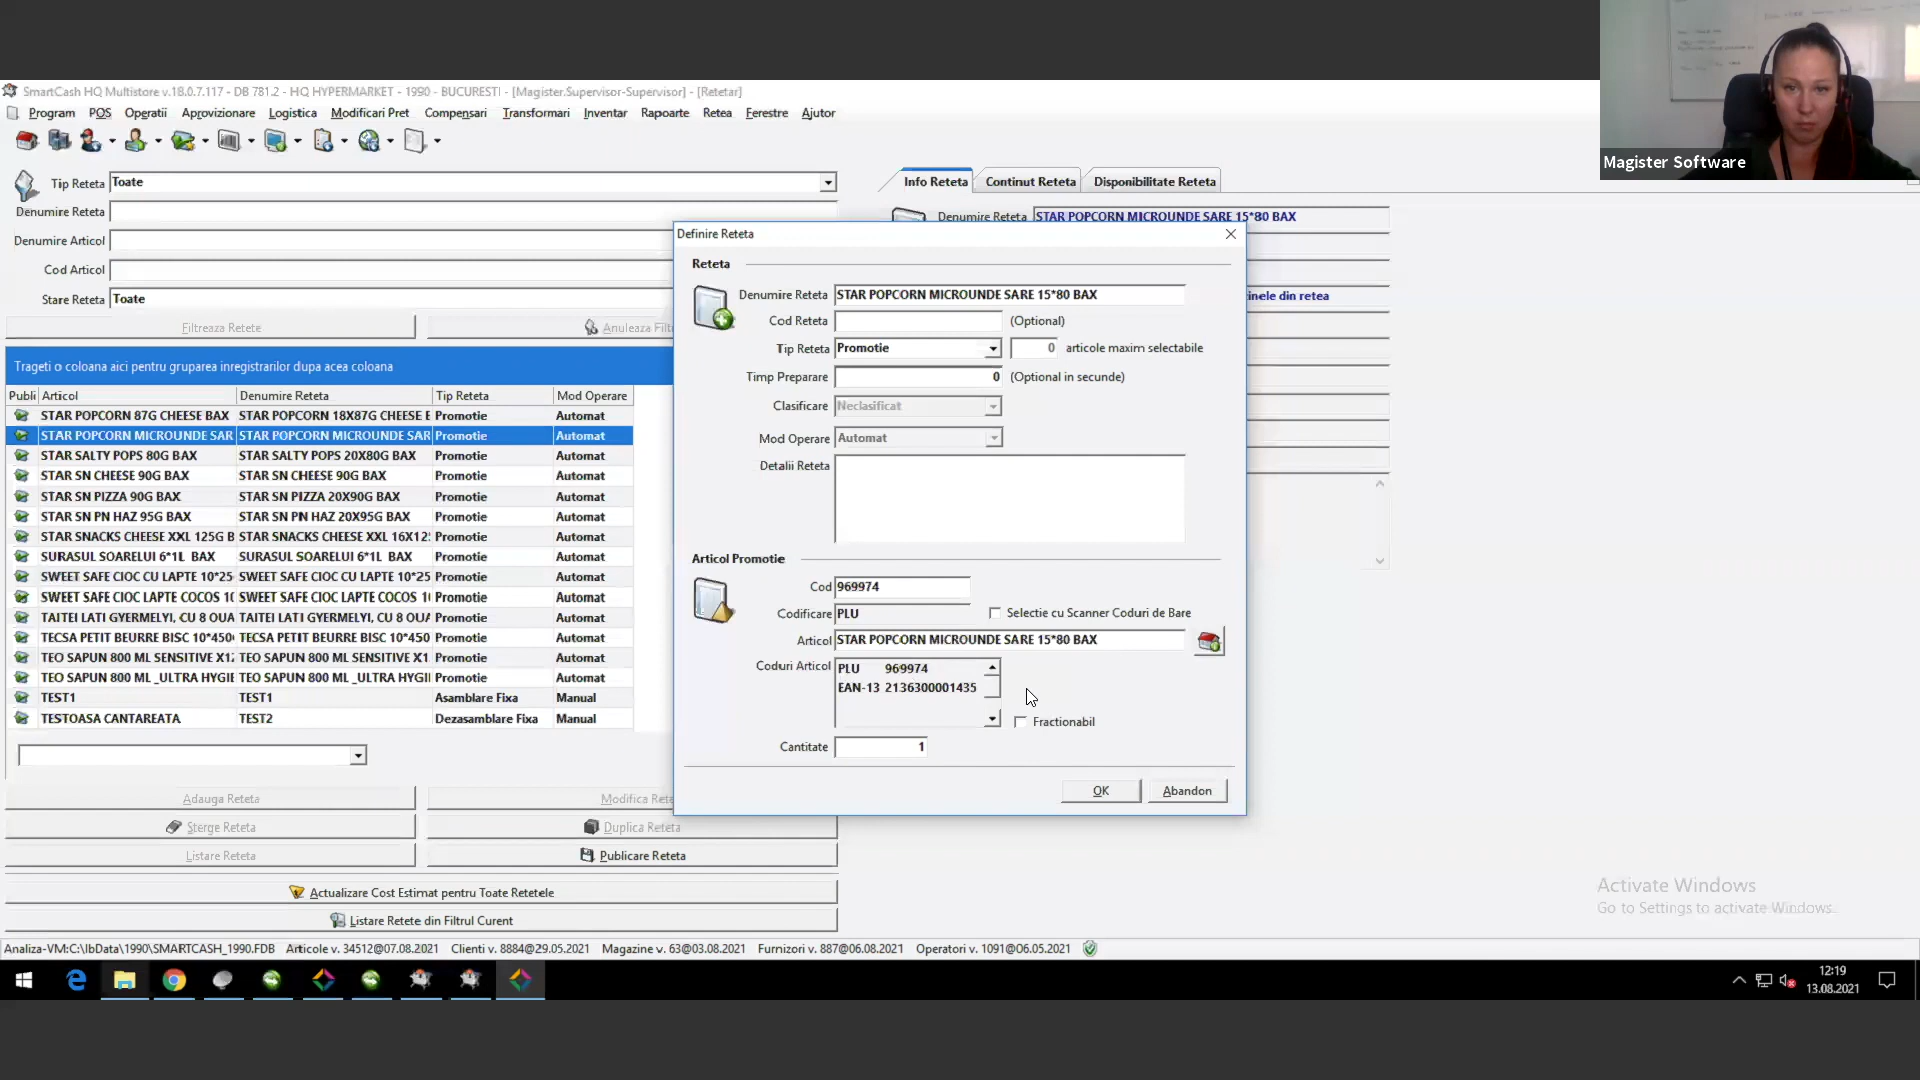 SmartCash HQ Multistore v.18.0.7.117 - DB 781.2 - HQ HYPERMARKET - 1990 - BUCURESTI - [Magister.Supervisor-Supervisor] - [Retetar]
Program POS Operatii Aprovizionare Logistica Modificari Pret Compensari Transformari Inventar Rapoarte Retea Ferestre Ajutor
Magister Software
Tip Reteta Toate
Denumire Reteta
Denumire Articol
Cod Articol
Stare Reteta Toate
Filtreaza Retete
Anuleaza Filt
Trageti o coloana aici pentru gruparea inregistrarilor dupa acea coloana
Publi Articol Denumire Reteta Tip Reteta Mod Operare
STAR POPCORN 87G CHEESE BAX STAR POPCORN 18X87G CHEESE E Promotie Automat
STAR POPCORN MICROUNDE SAR STAR POPCORN MICROUNDE SAR Promotie Automat
STAR SALTY POPS 80G BAX STAR SALTY POPS 20X80G BAX Promotie Automat
STAR SN CHEESE 90G BAX STAR SN CHEESE 90G BAX Promotie Automat
STAR SN PIZZA 90G BAX STAR SN PIZZA 20X90G BAX Promotie Automat
STAR SN PN HAZ 95G BAX STAR SN PN HAZ 20X95G BAX Promotie Automat
STAR SNACKS CHEESE XXL 125G B STAR SNACKS CHEESE XXL 16X12 Promotie Automat
SURASUL SOARELUI 6*1L BAX SURASUL SOARELUI 6*1L BAX Promotie Automat
SWEET SAFE CIOC CU LAPTE 10*25 SWEET SAFE CIOC CU LAPTE 10*25 Promotie Automat
SWEET SAFE CIOC LAPTE COCOS 1 SWEET SAFE CIOC LAPTE COCOS 1 Promotie Automat
TAITEI LATI GYERMELYI, CU 8 OUA TAITEI LATI GYERMELYI, CU 8 OUA Promotie Automat
TECSA PETIT BEURRE BISC 10*450 TECSA PETIT BEURRE BISC 10*450 Promotie Automat
TEO SAPUN 800 ML SENSITIVE X1 TEO SAPUN 800 ML SENSITIVE X1 Promotie Automat
TEO SAPUN 800 ML _ULTRA HYGI TEO SAPUN 800 ML _ULTRA HYGI Promotie Automat
TEST1 TEST1 Asamblare Fixa Manual
TESTOASA CANTAREATA TEST2 Dezasamblare Fixa Manual
Adauga Reteta
Modifica Rete
Sterge Reteta
Duplica Reteta
Listare Reteta
Publicare Reteta
Actualizare Cost Estimat pentru Toate Retetele
Listare Retete din Filtrul Curent
Info Reteta Continut Reteta Disponibilitate Reteta
Denumire Reteta STAR POPCORN MICROUNDE SARE 15*80 BAX
inele din retea
Definire Reteta
Reteta
Denumire Reteta STAR POPCORN MICROUNDE SARE 15*80 BAX
Cod Reteta (Optional)
Tip Reteta Promotie 0 articole maxim selectabile
Timp Preparare 0 (Optional in secunde)
Clasificare Neclasificat
Mod Operare Automat
Detalii Reteta
Articol Promotie
Cod 969974
Codificare PLU Selectie cu Scanner Coduri de Bare
Articol STAR POPCORN MICROUNDE SARE 15*80 BAX
Coduri Articol PLU 969974
EAN-13 2136300001435
Fractionabil
Cantitate 1
OK Abandon
Activate Windows
Go to Settings to activate Windows.
Analiza-VM:C:\IbData\1990\SMARTCASH_1990.FDB Articole v. 34512@07.08.2021 Clienti v. 8884@29.05.2021 Magazine v. 63@03.08.2021 Furnizori v. 887@06.08.2021 Operatori v. 1091@06.05.2021
12:19
13.08.2021